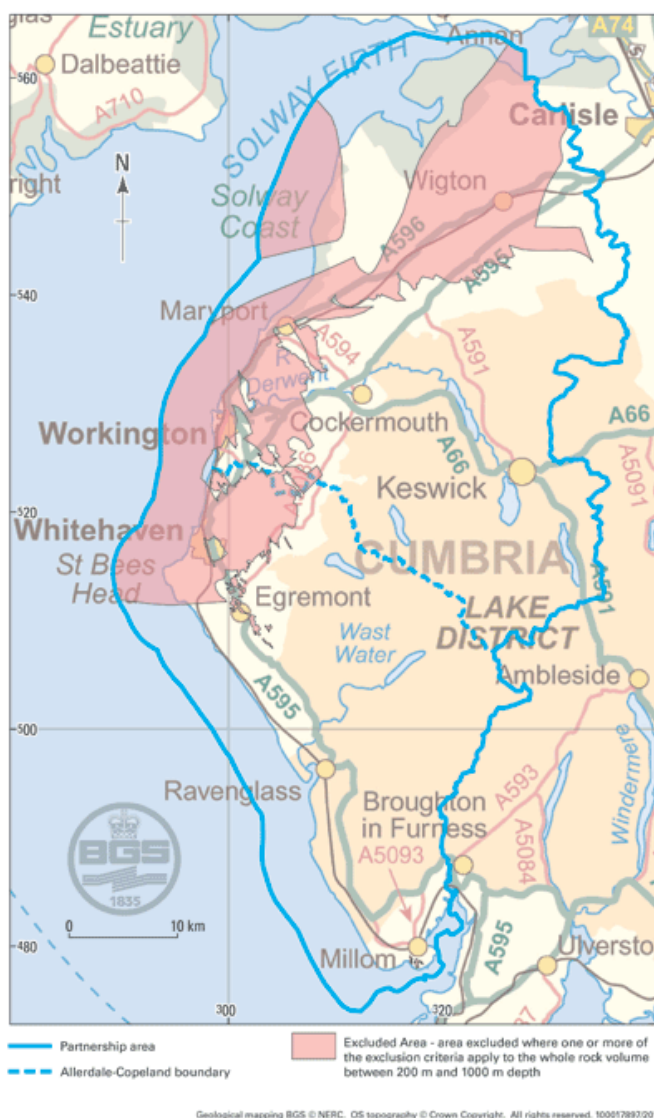 Estuary
Annan
A74
560
Dalbeattie
A710
SOLWAY FIRTH
Carlisle
N
right
Wigton
Solway
Coast
A596
A595
540
Maryport
A594
A591
R
Derwent
Cockermouth
A66
Workington
A66
A5091
Keswick
520
Whitehaven
St Bees
Head
CUMBRIA
Egremont
LAKE
DISTRICT
A591
Wast
Water
Ambleside
A595
500
Ravenglass
A593
Windermere
Broughton
in Furness
BGS
1835
A5093
A5084
0 10 km
480
Millom
A595
Ulversto
300
320
Partnership area
Allerdale-Copeland boundary
Excluded Area - area excluded where one or more of
the exclusion criteria apply to the whole rock volume
between 200 m and 1000 m depth
Geological mapping BGS © NERC. OS topography © Crown Copyright. All rights reserved. 100017897/20